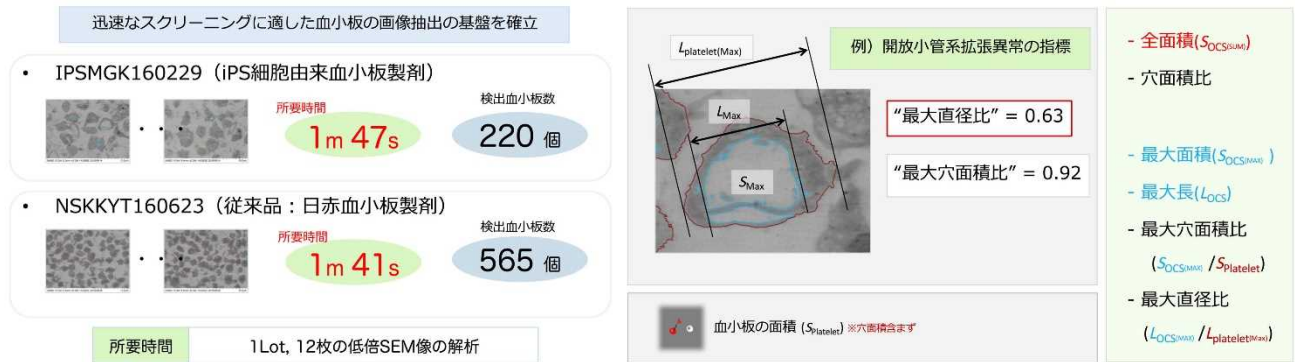 迅速なスクリーニングに適した血小板の画像抽出の基盤を確立
• IPSMGK160229（iPS細胞由来血小板製剤）
所要時間
1m 47s
検出血小板数
220 個
• NSKKYT160623（従来品：日赤血小板製剤）
所要時間
1m 41s
検出血小板数
565 個
所要時間 1Lot, 12枚の低倍SEM像の解析
例）開放小管系拡張異常の指標
Lplatelet(Max)
LMax
SMax
“最大直径比” = 0.63
“最大穴面積比” = 0.92
血小板の面積 (SPlatelet) ※穴面積含まず
- 全面積(SOCS(SUM))
- 穴面積比
- 最大面積(SOCS(MAX) )
- 最大長(LOCS)
- 最大穴面積比
(SOCS(MAX) /SPlatelet)
- 最大直径比
(LOCS(MAX) /Lplatelet(Max))